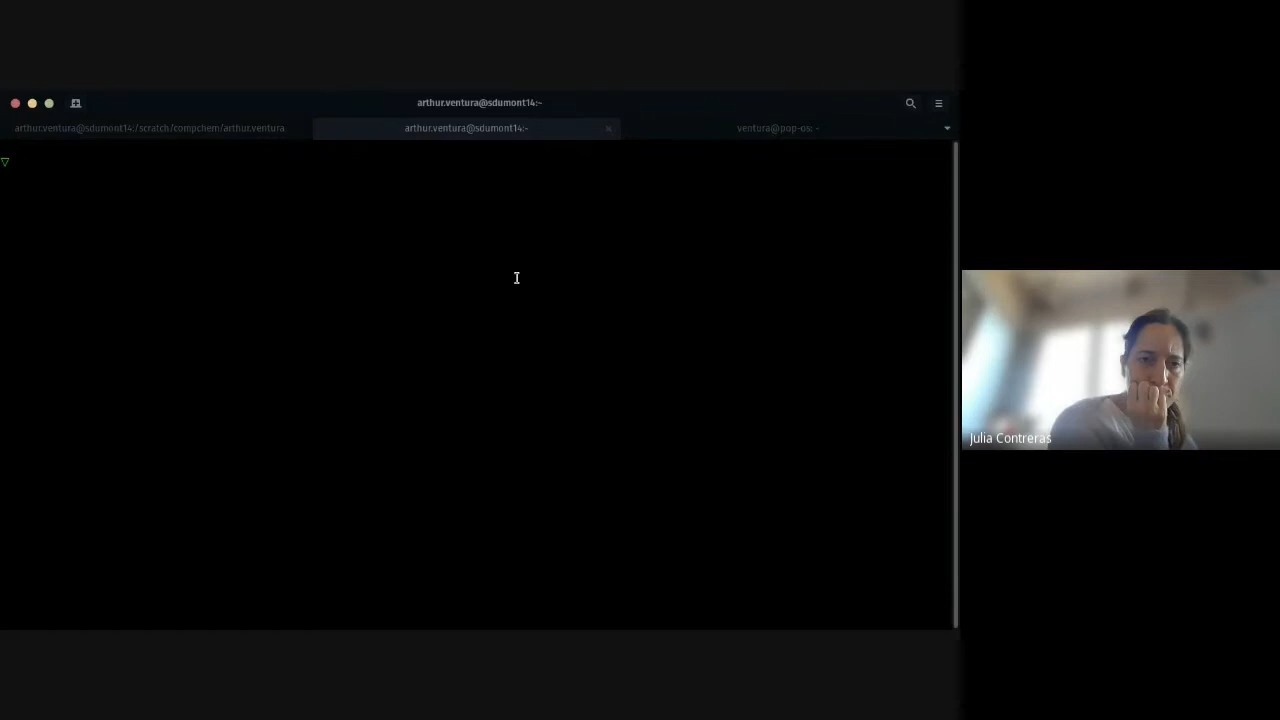 arthur.ventura@sdumont14:~
arthur.ventura@sdumont14:/scratch/compchem/arthur.ventura
arthur.ventura@sdumont14:~
ventura@pop-os: ~
Julia Contreras